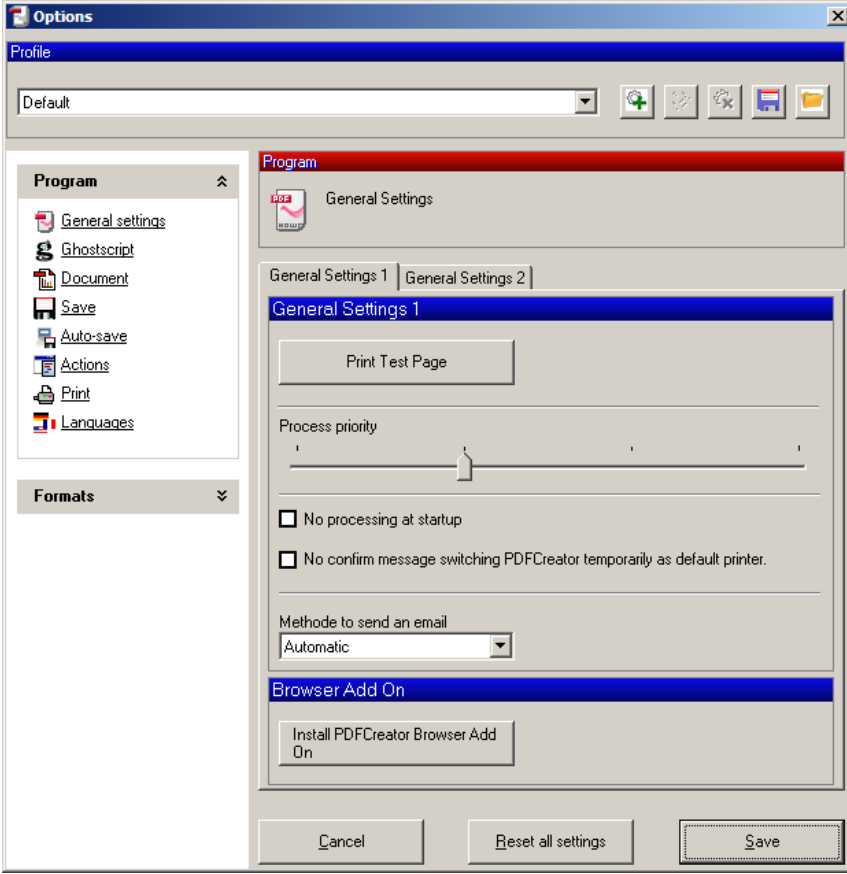 Options
Profile
Default
Program
General settings
Ghostscript
Document
Save
Auto-save
Actions
Print
Languages
Formats
Program
PDF
General Settings
General Settings 1
General Settings 2
General Settings 1
Print Test Page
Process priority
No processing at startup
No confirm message switching PDFCreator temporarily as default printer.
Methode to send an email
Automatic
Browser Add On
Install PDFCreator Browser Add
On
Cancel
Reset all settings
Save